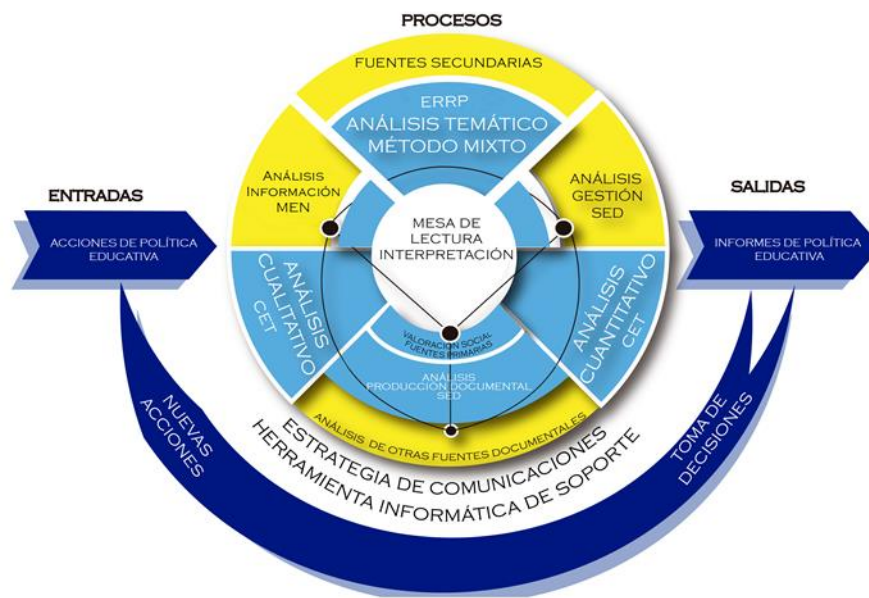 PROCESOS
FUENTES SECUNDARIAS
ERRP
ANÁLISIS TEMÁTICO
MÉTODO MIXTO
ANÁLISIS
INFORMACIÓN
MEN
ANÁLISIS
GESTIÓN
SED
ENTRADAS
ACCIONES DE POLÍTICA
EDUCATIVA
MESA DE
LECTURA
INTERPRETACIÓN
SALIDAS
INFORMES DE POLÍTICA
EDUCATIVA
ANÁLISIS
CUALITATIVO
CET
ANÁLISIS
CUANTITATIVO
CET
VALORACIÓN SOCIAL
FUENTES PRIMARIAS
ANÁLISIS
PRODUCCIÓN DOCUMENTAL
SED
ANÁLISIS DE OTRAS FUENTES DOCUMENTALES
ESTRATEGIA DE COMUNICACIONES
HERRAMIENTA INFORMÁTICA DE SOPORTE
NUEVAS
ACCIONES
TOMA DE
DECISIONES